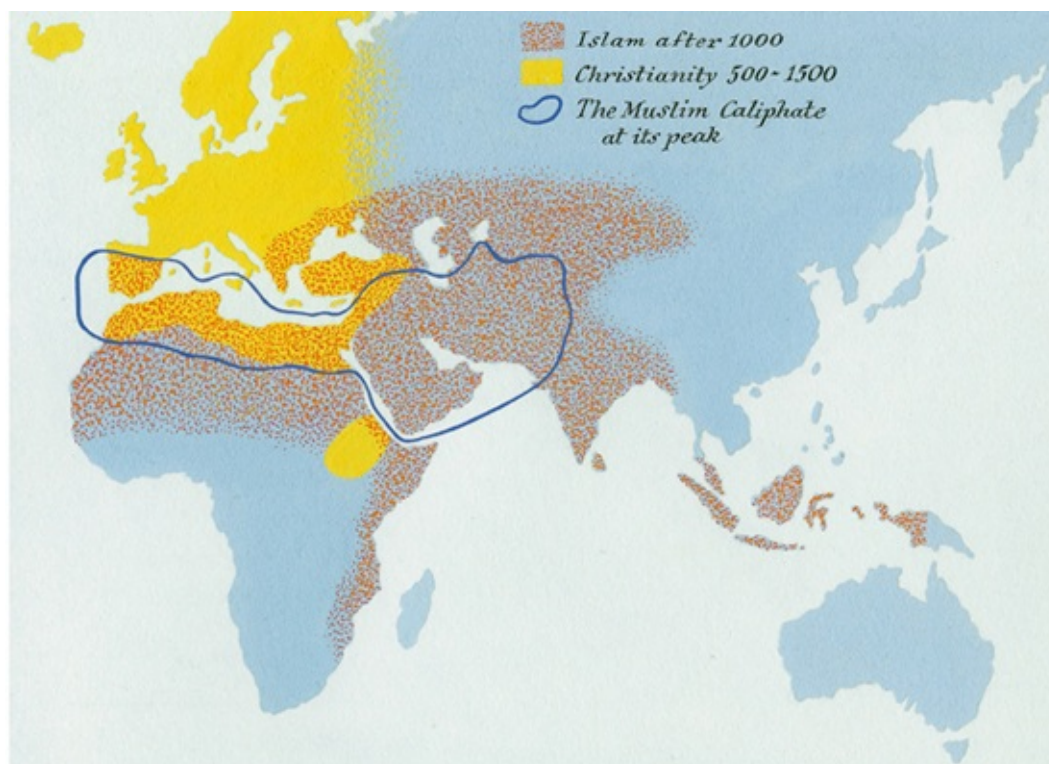 Islam after 1000
Christianity 500-1500
The Muslim Caliphate
at its peak